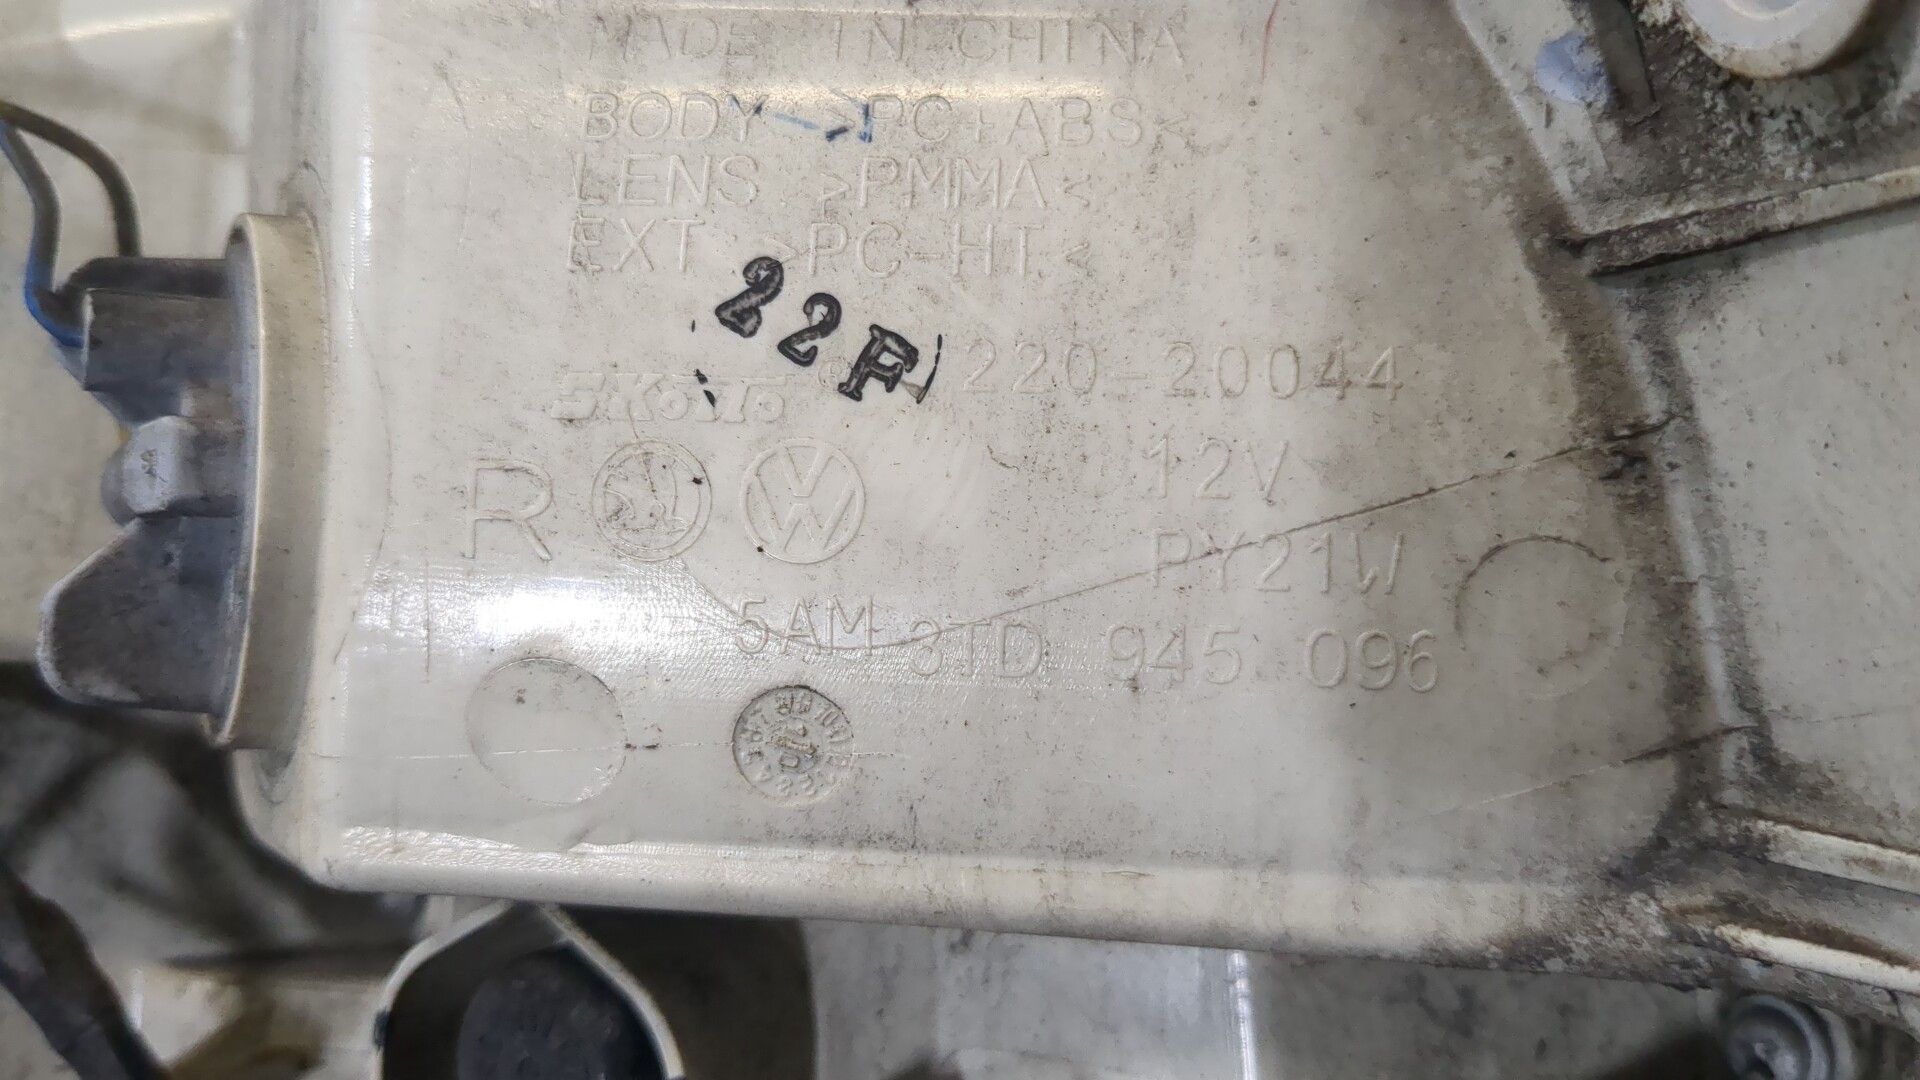 MADE IN CHINA
BODY >PC+ABS<
LENS >PMMA<
EXT >PC-HT<
22F
220-20044
R
VW
12V
PY21W
5AM 3TD 945 096